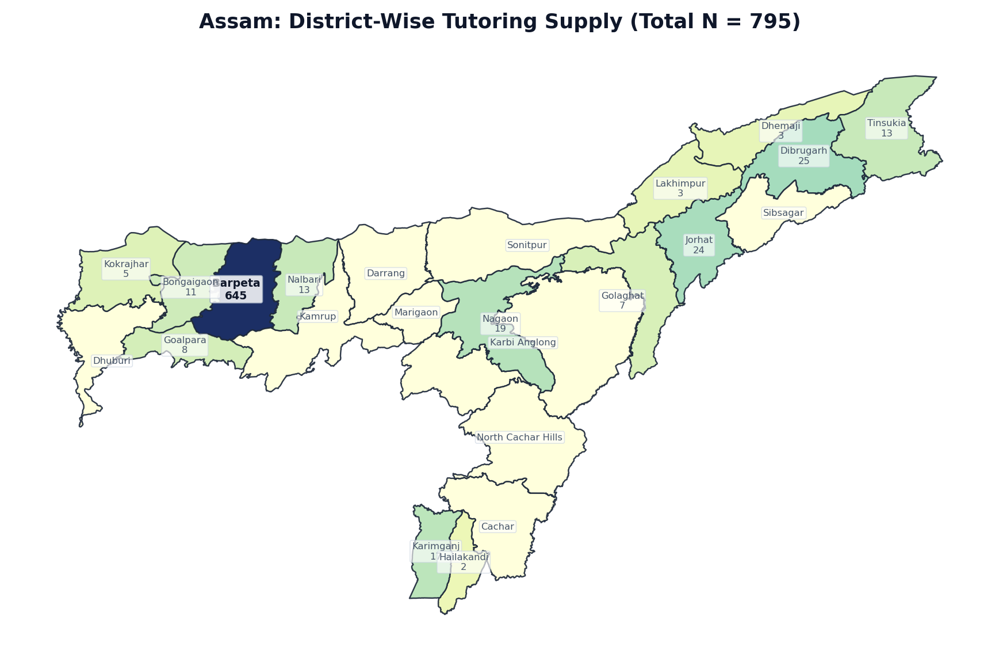 Assam: District-Wise Tutoring Supply (Total N = 795)
Dhemaji
3
Tinsukia
13
Dibrugarh
25
Lakhimpur
3
Sibsagar
Jorhat
24
Sonitpur
Kokrajhar
5
Darrang
Bongaigaon
11
Barpeta
645
Nalbari
13
Golaghat
7
Marigaon
Kamrup
Nagaon
19
Karbi Anglong
Goalpara
8
Dhuburi
North Cachar Hills
Cachar
Karimganj
17
Hailakandi
2